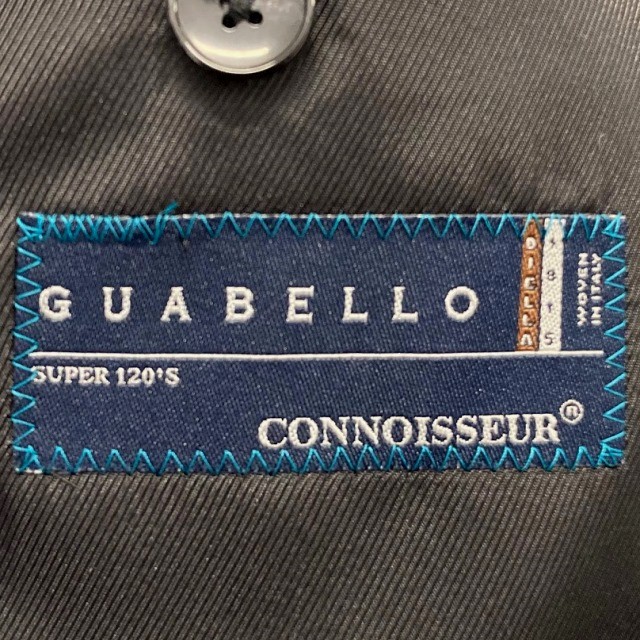 GUABELLO
BIELLA
1815
WOVEN
IN ITALY
SUPER 120'S
CONNOISSEUR®